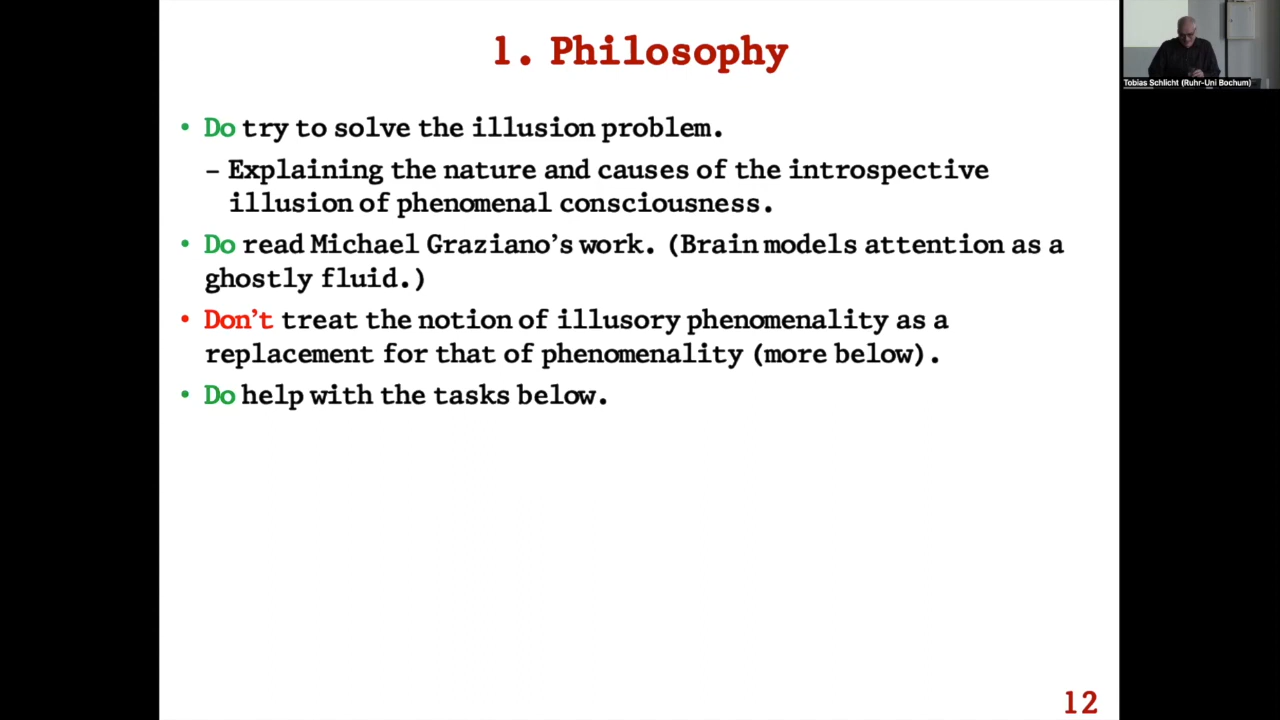 1. Philosophy
• Do try to solve the illusion problem.
– Explaining the nature and causes of the introspective
illusion of phenomenal consciousness.
• Do read Michael Graziano's work. (Brain models attention as a
ghostly fluid.)
• Don't treat the notion of illusory phenomenality as a
replacement for that of phenomenality (more below).
• Do help with the tasks below.
12
Tobias Schlicht (Ruhr-Uni Bochum)